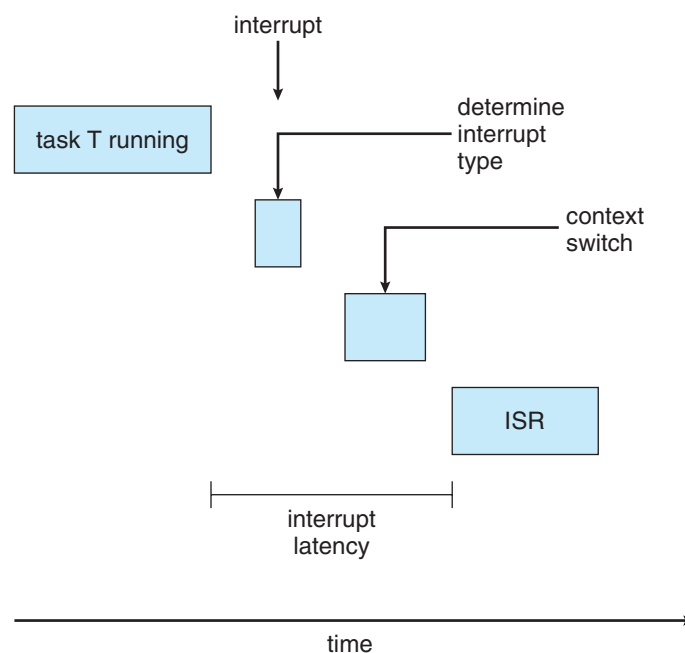 interrupt
task T running
determine
interrupt
type
context
switch
ISR
interrupt
latency
time